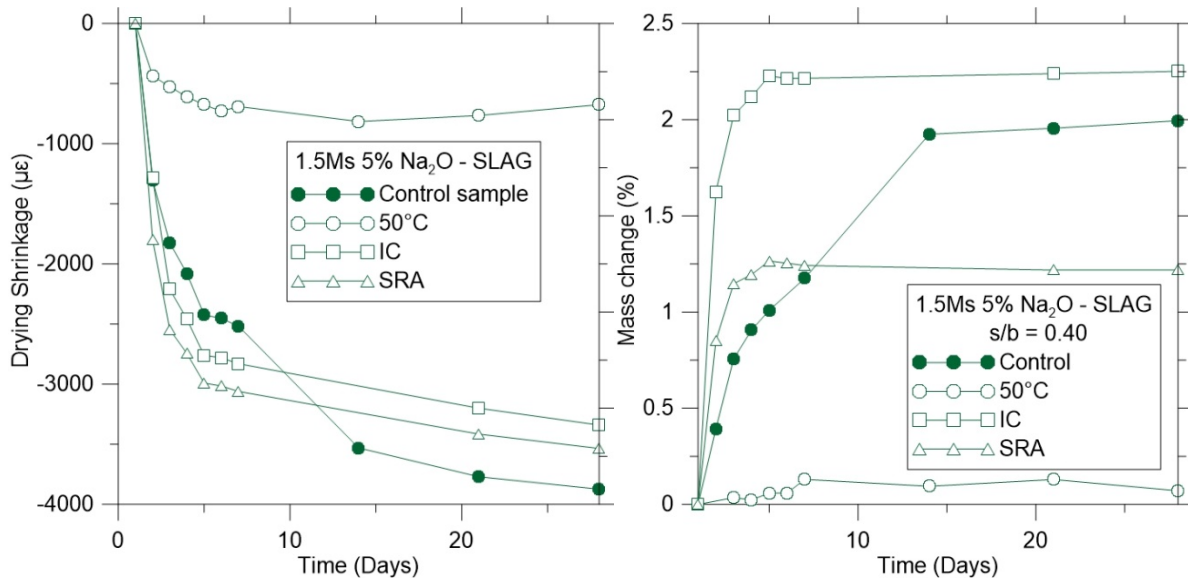 0
-1000
-2000
-3000
-4000
Drying Shrinkage (µε)
0
10
20
Time (Days)
1.5Ms 5% Na₂O - SLAG
Control sample
50°C
IC
SRA
2.5
2
1.5
1
0.5
0
Mass change (%)
10
20
Time (Days)
1.5Ms 5% Na₂O - SLAG
s/b = 0.40
Control
50°C
IC
SRA